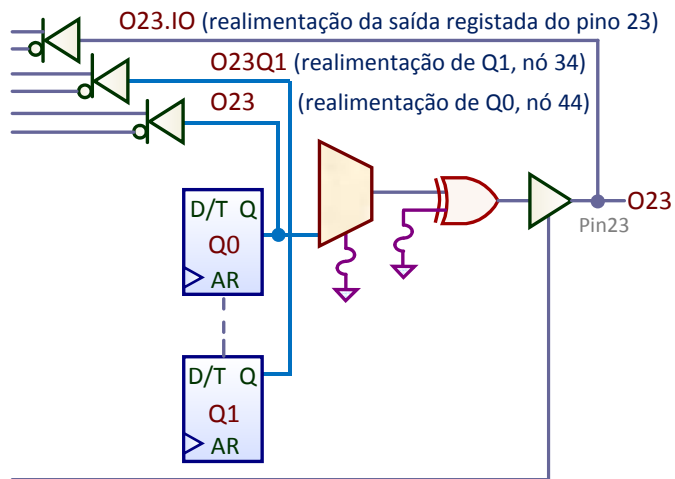 O23.IO (realimentação da saída registada do pino 23)
O23Q1 (realimentação de Q1, nó 34)
O23 (realimentação de Q0, nó 44)
D/T Q
Q0
AR
O23
Pin23
D/T Q
Q1
AR